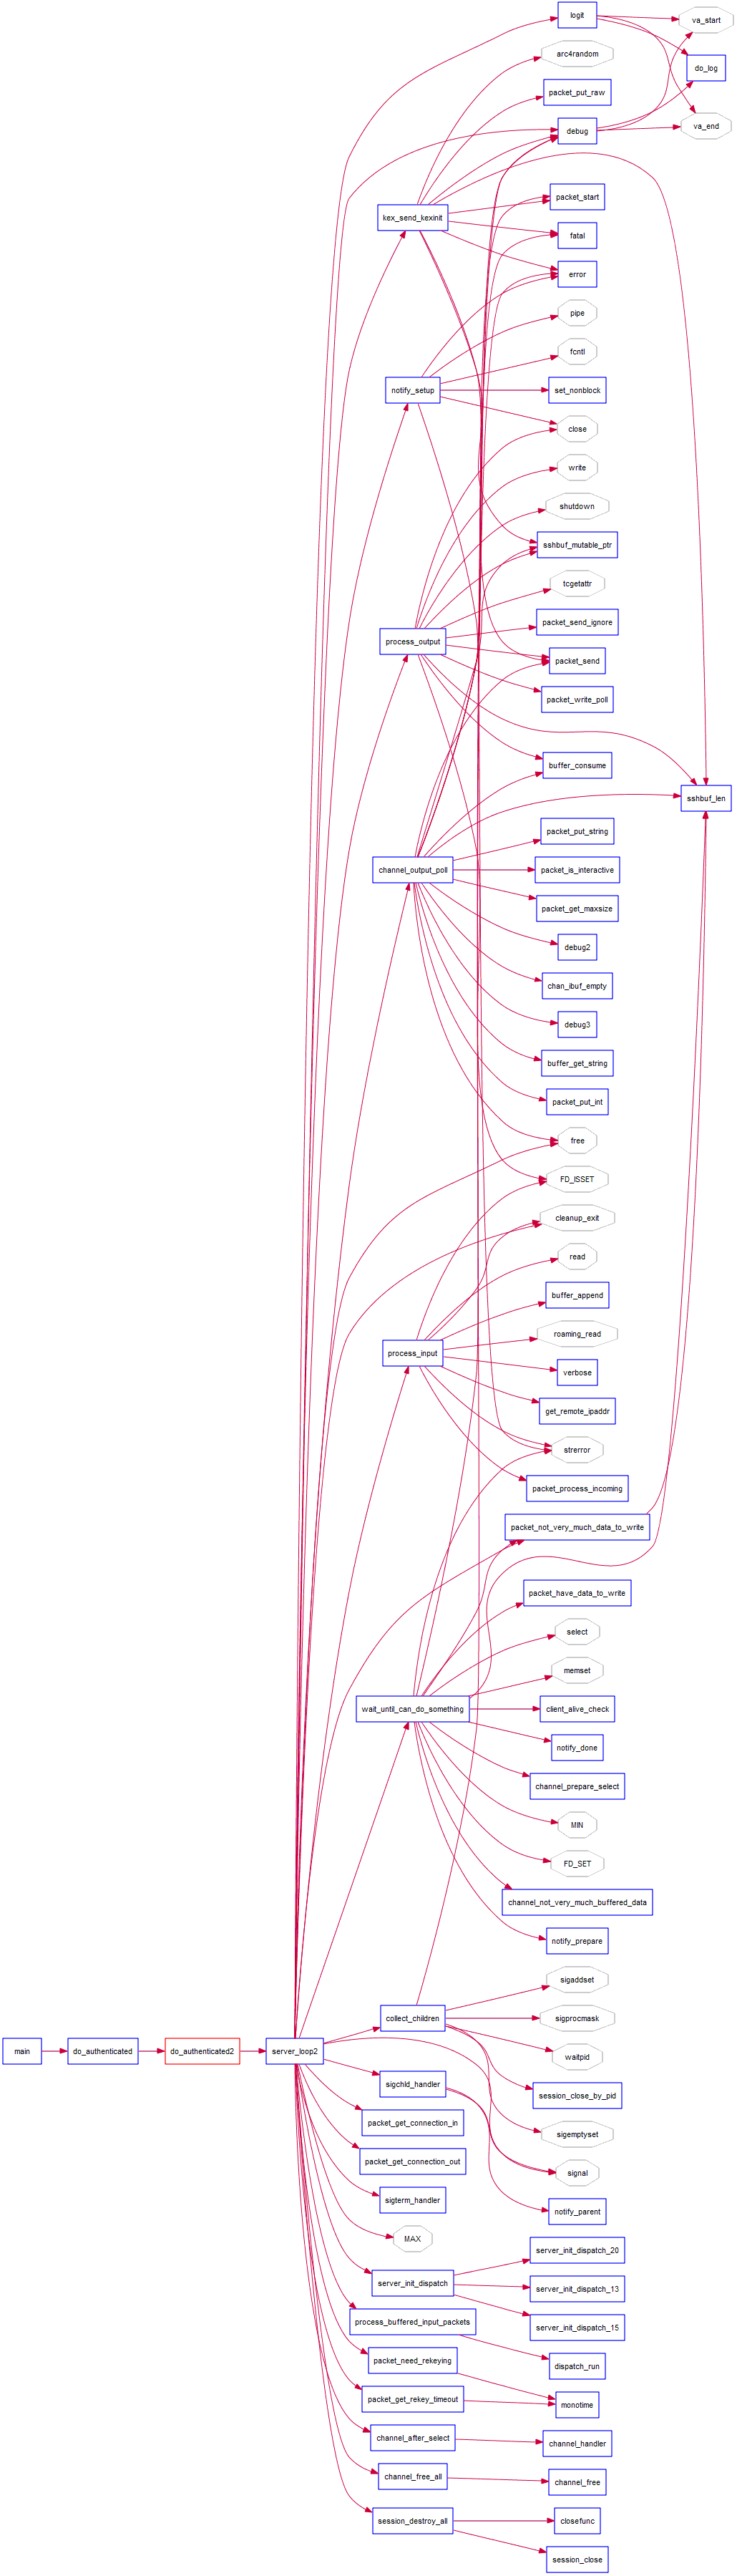 logit
va_start
arc4random
do_log
packet_put_raw
va_end
debug
packet_start
kex_send_kexinit
fatal
error
pipe
fcntl
notify_setup
set_nonblock
close
write
shutdown
sshbuf_mutable_ptr
tcgetattr
packet_send_ignore
process_output
packet_send
packet_write_poll
buffer_consume
sshbuf_len
packet_put_string
channel_output_poll
packet_is_interactive
packet_get_maxsize
debug2
chan_ibuf_empty
debug3
buffer_get_string
packet_put_int
free
FD_ISSET
cleanup_exit
read
buffer_append
roaming_read
process_input
verbose
get_remote_ipaddr
strerror
packet_process_incoming
packet_not_very_much_data_to_write
packet_have_data_to_write
select
memset
wait_until_can_do_something
client_alive_check
notify_done
channel_prepare_select
MIN
FD_SET
channel_not_very_much_buffered_data
notify_prepare
sigaddset
collect_children
sigprocmask
main
do_authenticated
do_authenticated2
server_loop2
waitpid
sigchld_handler
session_close_by_pid
packet_get_connection_in
sigemptyset
packet_get_connection_out
signal
sigterm_handler
notify_parent
MAX
server_init_dispatch_20
server_init_dispatch
server_init_dispatch_13
process_buffered_input_packets
server_init_dispatch_15
packet_need_rekeying
dispatch_run
packet_get_rekey_timeout
monotime
channel_after_select
channel_handler
channel_free_all
channel_free
session_destroy_all
closefunc
session_close